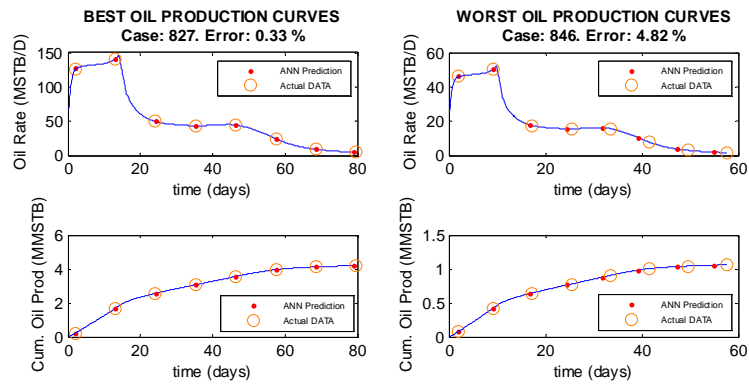 BEST OIL PRODUCTION CURVES
Case: 827. Error: 0.33 %
Oil Rate (MSTB/D)
150
100
50
0
0 20 40 60 80
time (days)
ANN Prediction
Actual DATA
WORST OIL PRODUCTION CURVES
Case: 846. Error: 4.82 %
Oil Rate (MSTB/D)
60
40
20
0
0 20 40 60
time (days)
ANN Prediction
Actual DATA
Cum. Oil Prod (MMSTB)
6
4
2
0
0 20 40 60 80
time (days)
ANN Prediction
Actual DATA
Cum. Oil Prod (MMSTB)
1.5
1
0.5
0
0 20 40 60
time (days)
ANN Prediction
Actual DATA